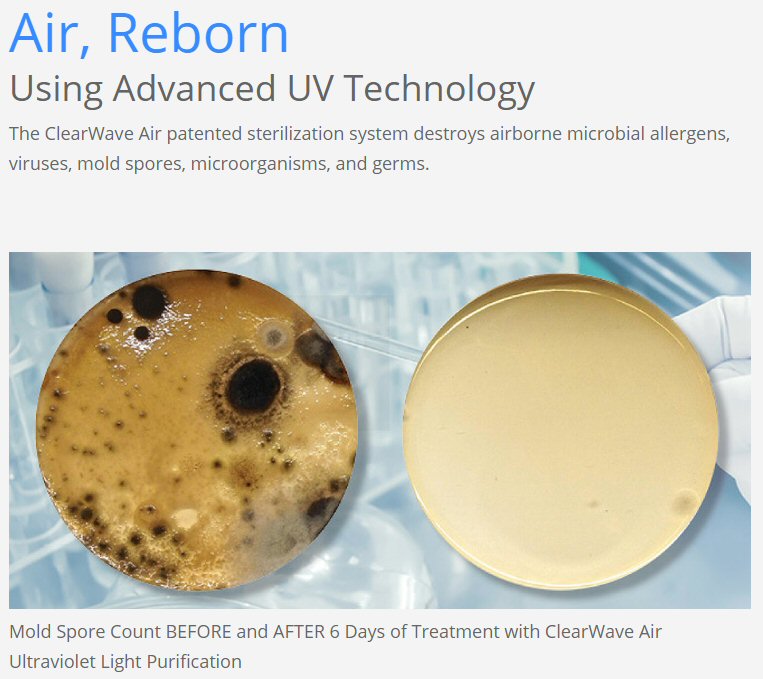 Air, Reborn
Using Advanced UV Technology
The ClearWave Air patented sterilization system destroys airborne microbial allergens,
viruses, mold spores, microorganisms, and germs.
Mold Spore Count BEFORE and AFTER 6 Days of Treatment with ClearWave Air
Ultraviolet Light Purification